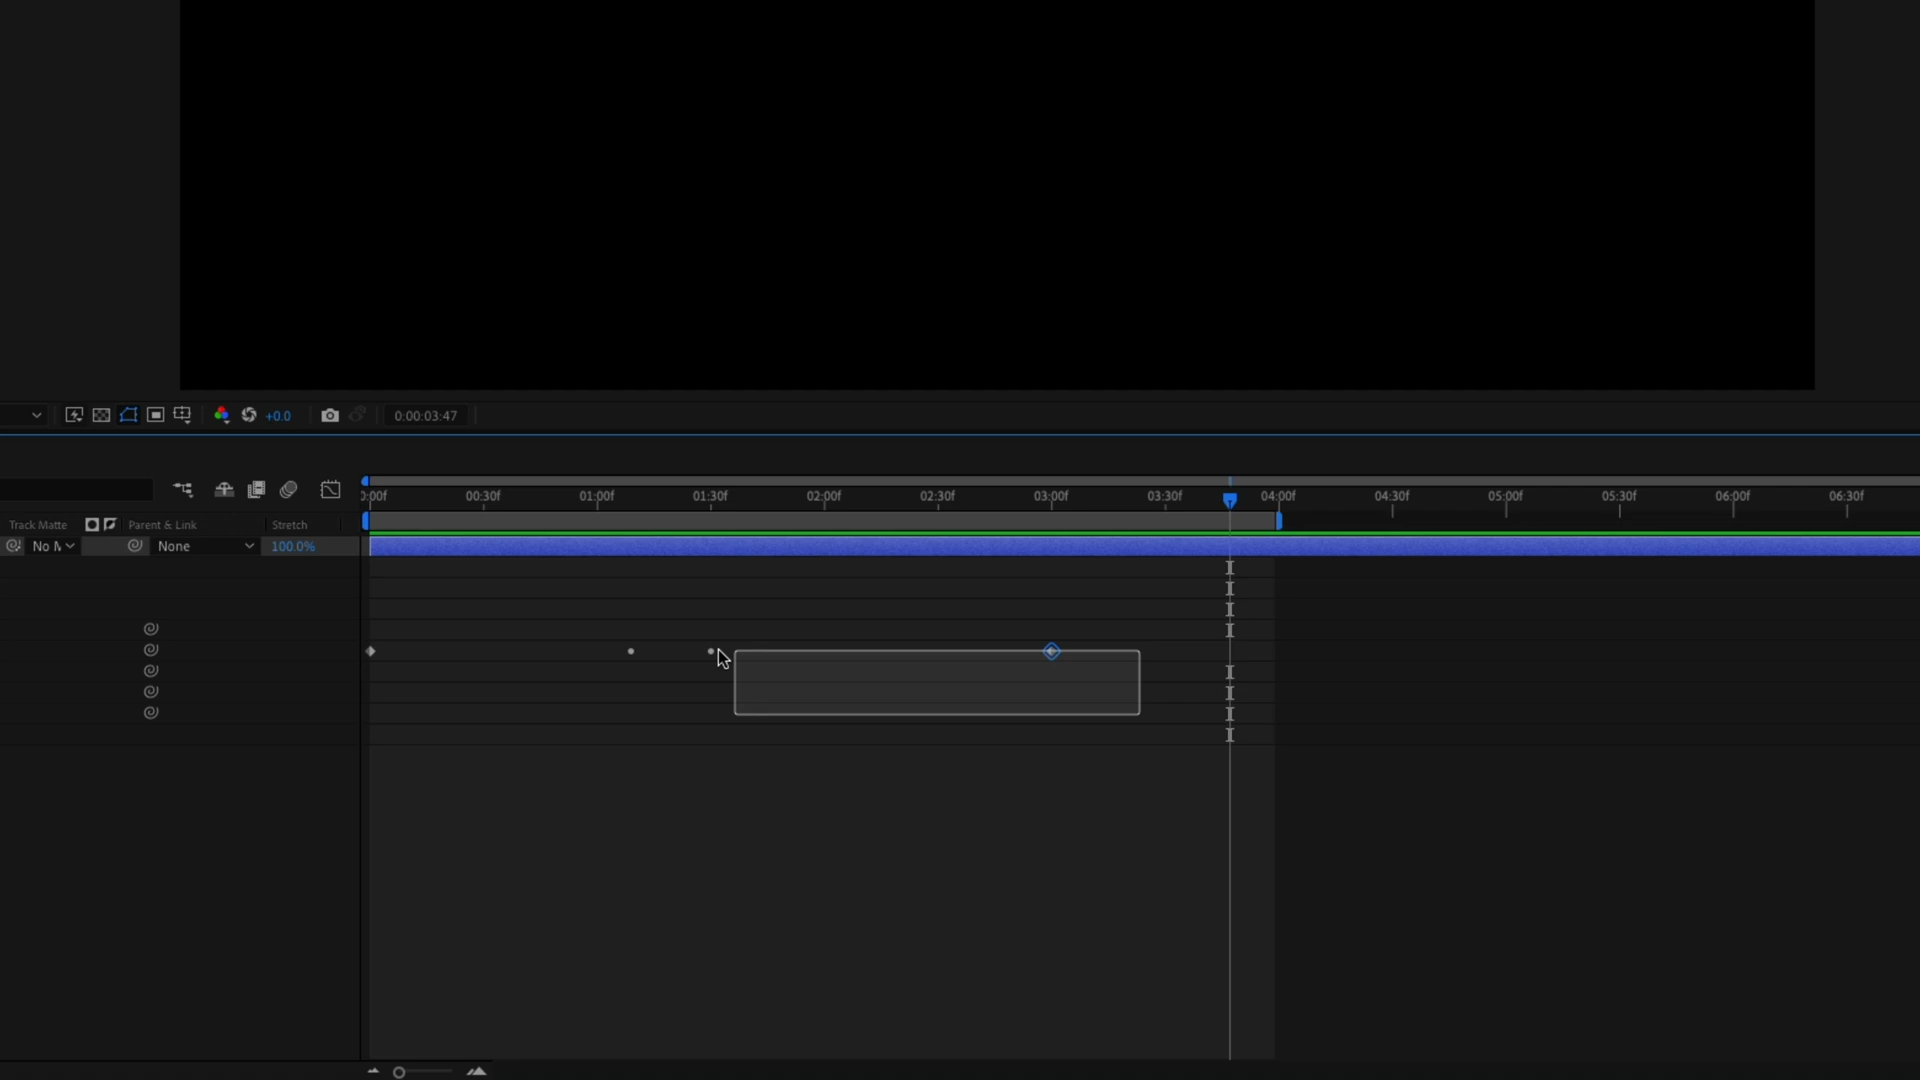 +0.0 0:00:03:47
0:00f 00:30f 01:00f 01:30f 02:00f 02:30f 03:00f 03:30f 04:00f 04:30f 05:00f 05:30f 06:00f 06:30f
Track Matte Parent & Link Stretch
No M None 100.0%